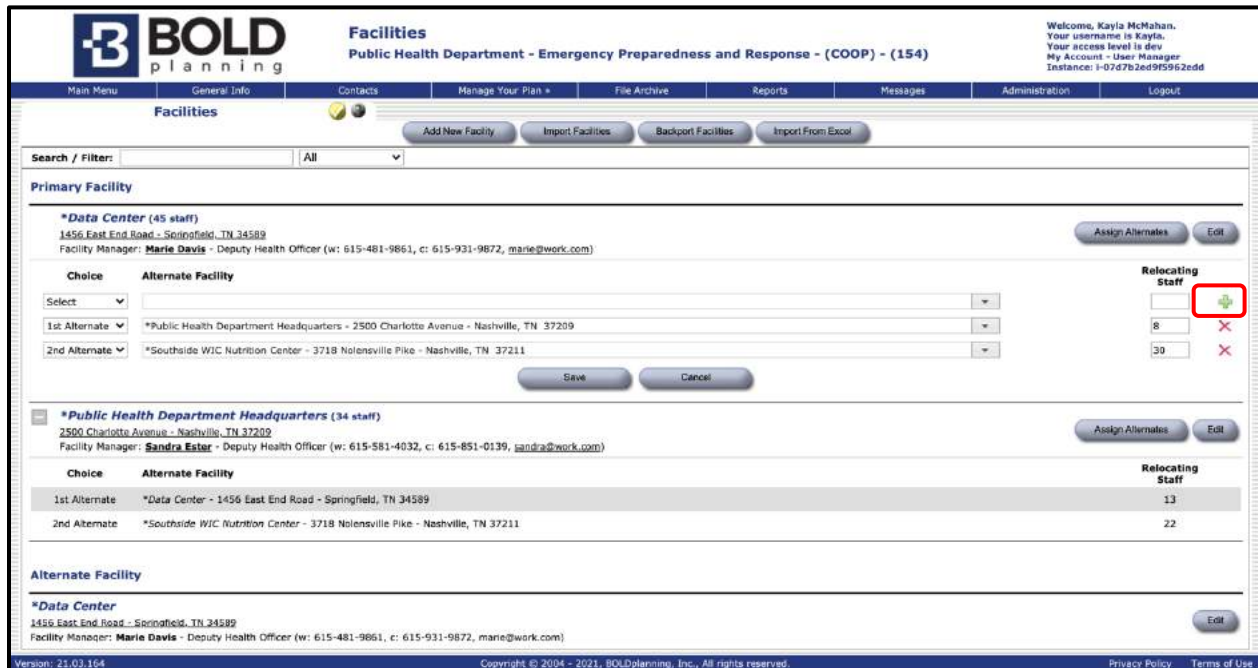 BOLD
planning
Facilities
Public Health Department - Emergency Preparedness and Response - (COOP) - (154)
Welcome, Kayla McMahan.
Your username is Kayla.
Your access level is dev
My Account - User Manager
Instance: i-07d7b2ed9f5962edd
Main Menu General Info Contacts Manage Your Plan » File Archive Reports Messages Administration Logout
Facilities
Add New Facility Import Facilities Backport Facilities Import From Excel
Search / Filter: All
Primary Facility
*Data Center (45 staff)
1456 East End Road - Springfield, TN 34589
Facility Manager: Marie Davis - Deputy Health Officer (w: 615-481-9861, c: 615-931-9872, marie@work.com)
Assign Alternates Edit
Choice Alternate Facility Relocating Staff
Select
1st Alternate *Public Health Department Headquarters - 2500 Charlotte Avenue - Nashville, TN 37209 8
2nd Alternate *Southside WIC Nutrition Center - 3718 Nolensville Pike - Nashville, TN 37211 30
Save Cancel
*Public Health Department Headquarters (34 staff)
2500 Charlotte Avenue - Nashville, TN 37209
Facility Manager: Sandra Ester - Deputy Health Officer (w: 615-581-4032, c: 615-851-0139, sandra@work.com)
Assign Alternates Edit
Choice Alternate Facility Relocating Staff
1st Alternate *Data Center - 1456 East End Road - Springfield, TN 34589 13
2nd Alternate *Southside WIC Nutrition Center - 3718 Nolensville Pike - Nashville, TN 37211 22
Alternate Facility
*Data Center
1456 East End Road - Springfield, TN 34589
Facility Manager: Marie Davis - Deputy Health Officer (w: 615-481-9861, c: 615-931-9872, marie@work.com)
Edit
Version: 21.03.164 Copyright © 2004 - 2021, BOLDplanning, Inc., All rights reserved. Privacy Policy Terms of Use